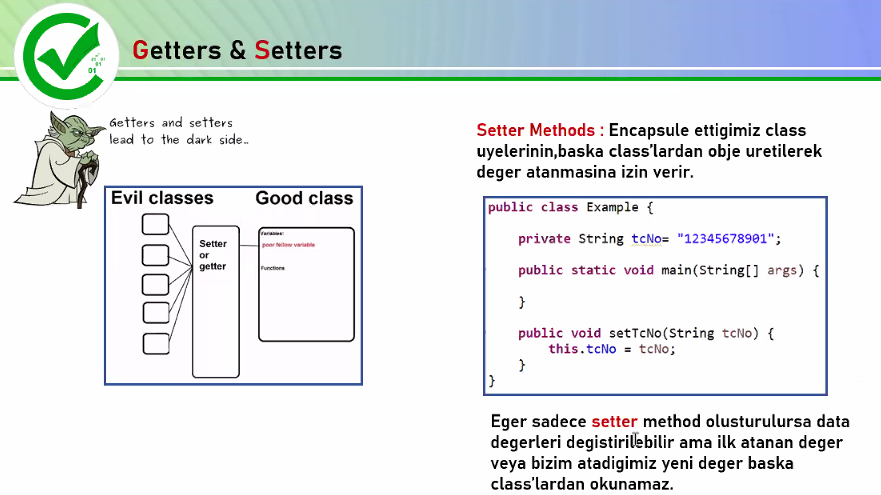 Getters & Setters
Getters and setters
lead to the dark side..
Evil classes
Good class
Setter
or
getter
Variables:
poor fellow variable
Functions
Setter Methods : Encapsule ettigimiz class
uyelerinin,baska class'lardan obje uretilerek
deger atanmasina izin verir.
public class Example {
private String tcNo= "12345678901";
public static void main(String[] args) {
}
public void setTcNo(String tcNo) {
this.tcNo = tcNo;
}
}
Eger sadece setter method olusturulursa data
degerleri degistirilebilir ama ilk atanan deger
veya bizim atadigimiz yeni deger baska
class'lardan okunamaz.